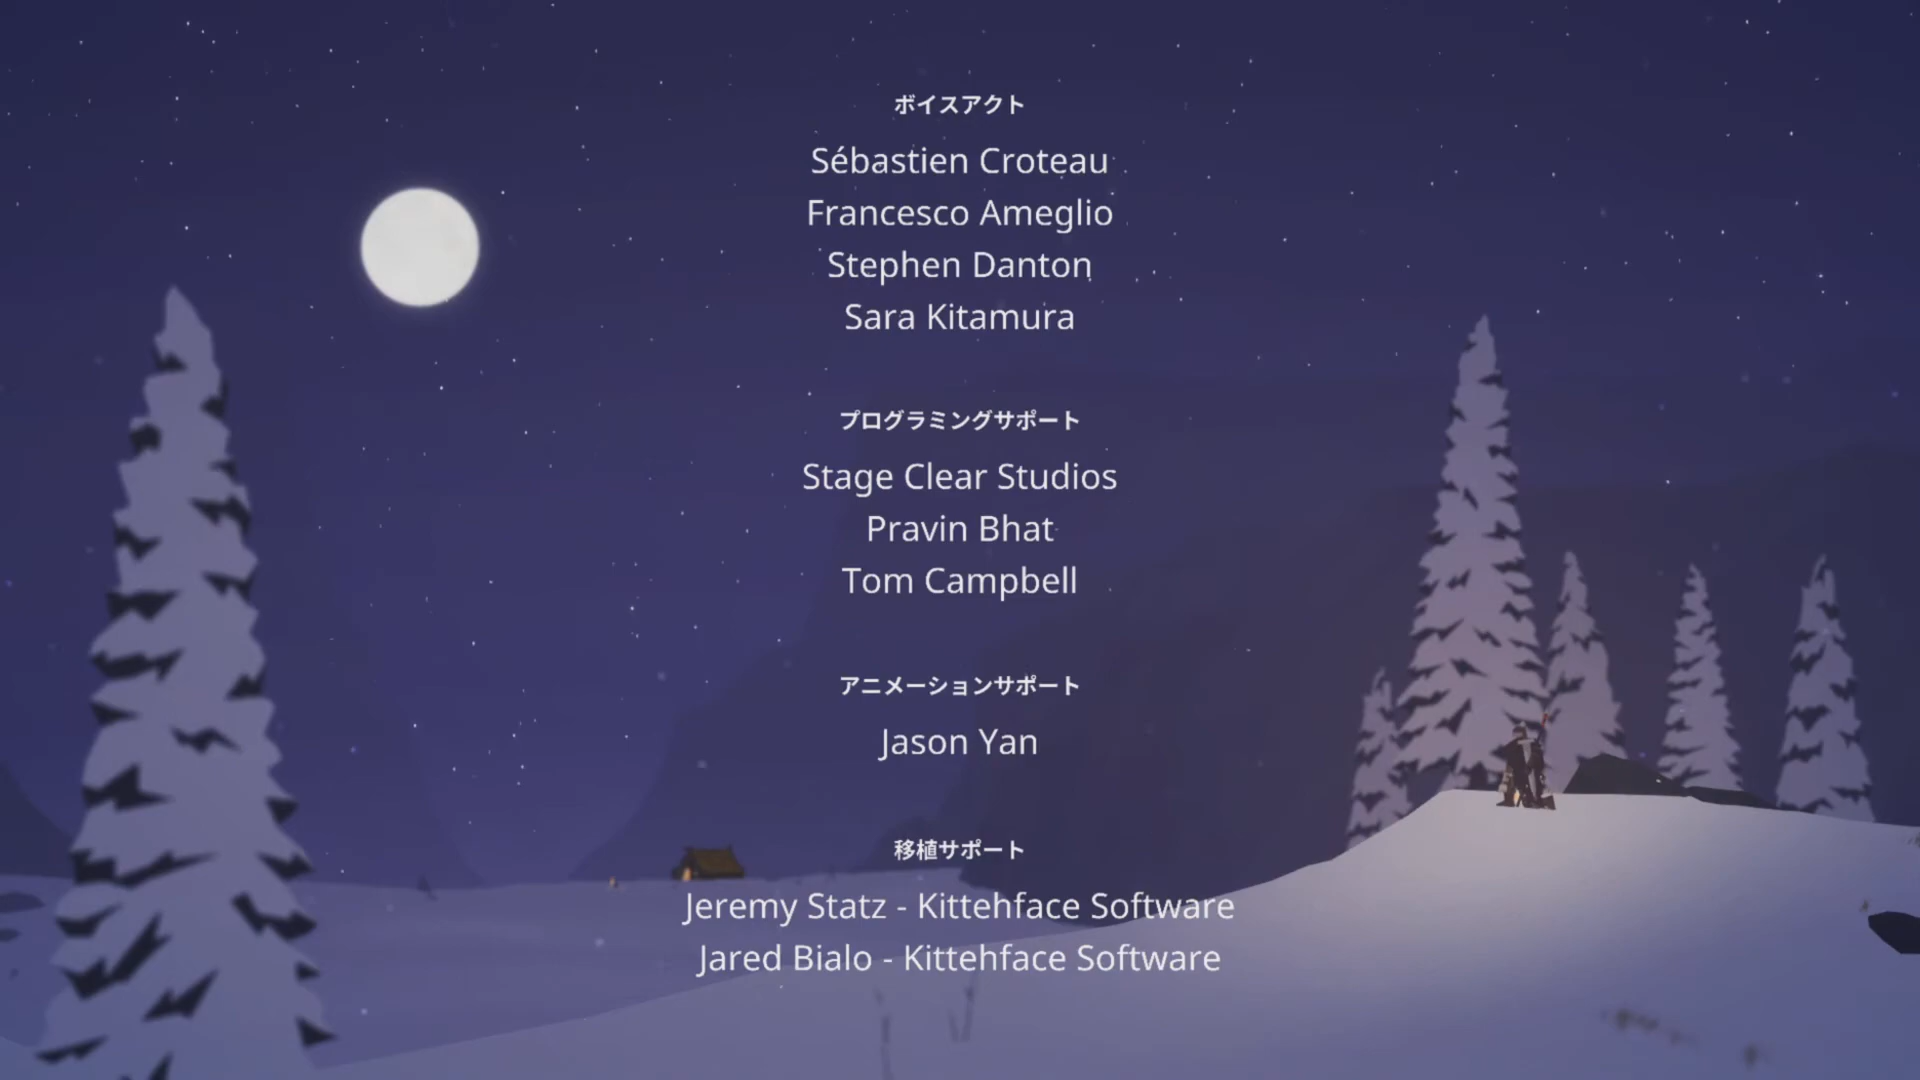 ボイスアクト
Sébastien Croteau
Francesco Ameglio
Stephen Danton
Sara Kitamura
プログラミングサポート
Stage Clear Studios
Pravin Bhat
Tom Campbell
アニメーションサポート
Jason Yan
移植サポート
Jeremy Statz - Kittehface Software
Jared Bialo - Kittehface Software